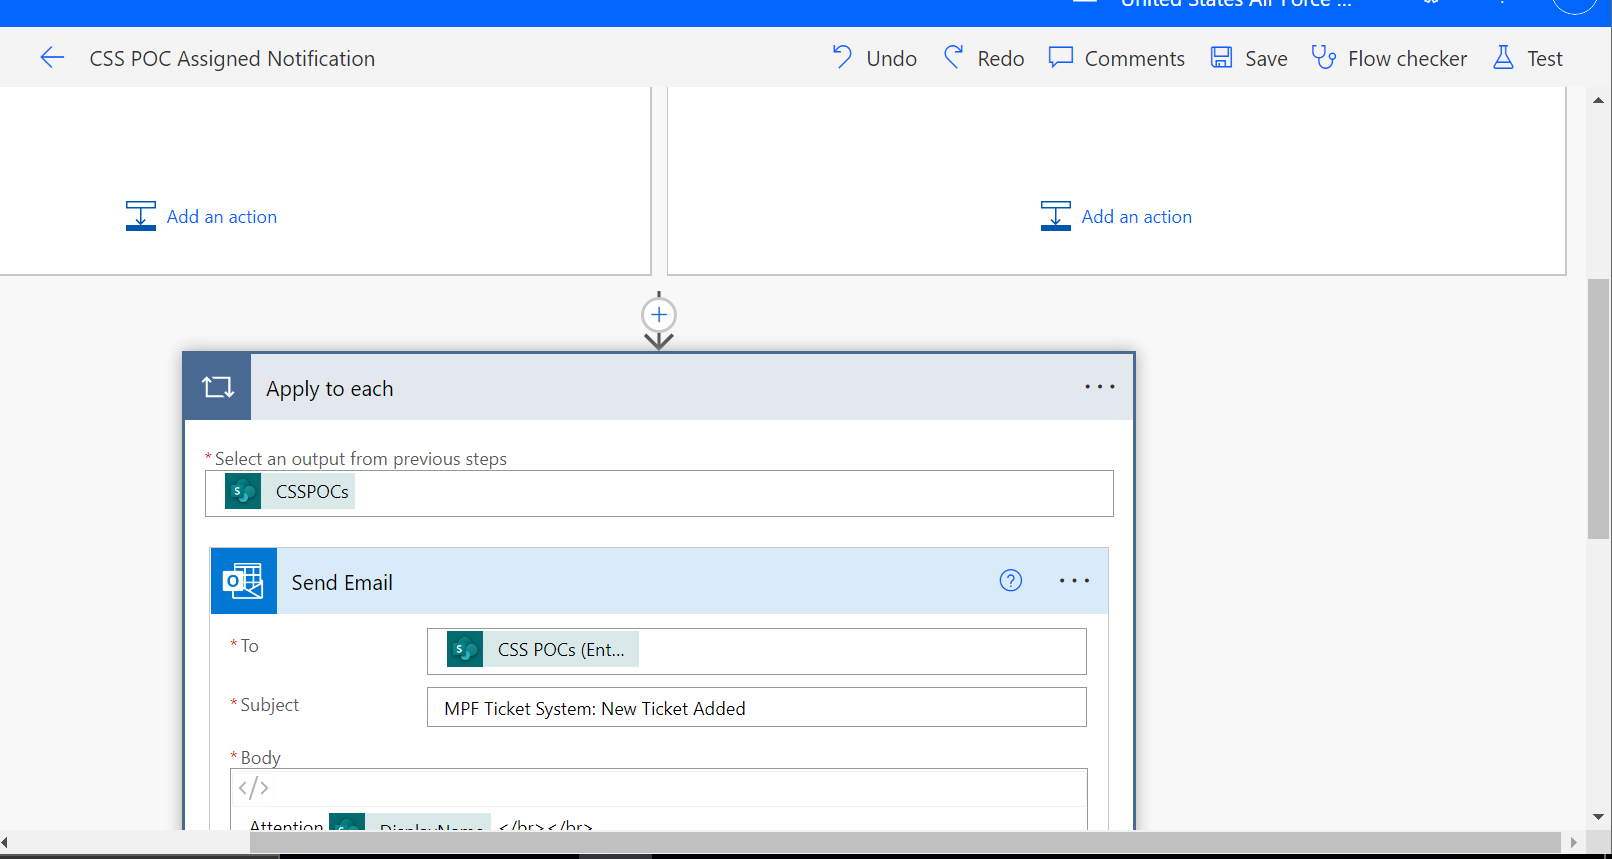 United States Air Force ...
CSS POC Assigned Notification
Undo
Redo
Comments
Save
Flow checker
Test
Add an action
Add an action
Apply to each
* Select an output from previous steps
S CSSPOCs
Send Email
?
* To
S CSS POCs (Ent...
* Subject
MPF Ticket System: New Ticket Added
* Body
</>
Attention DisplayName </br></br>